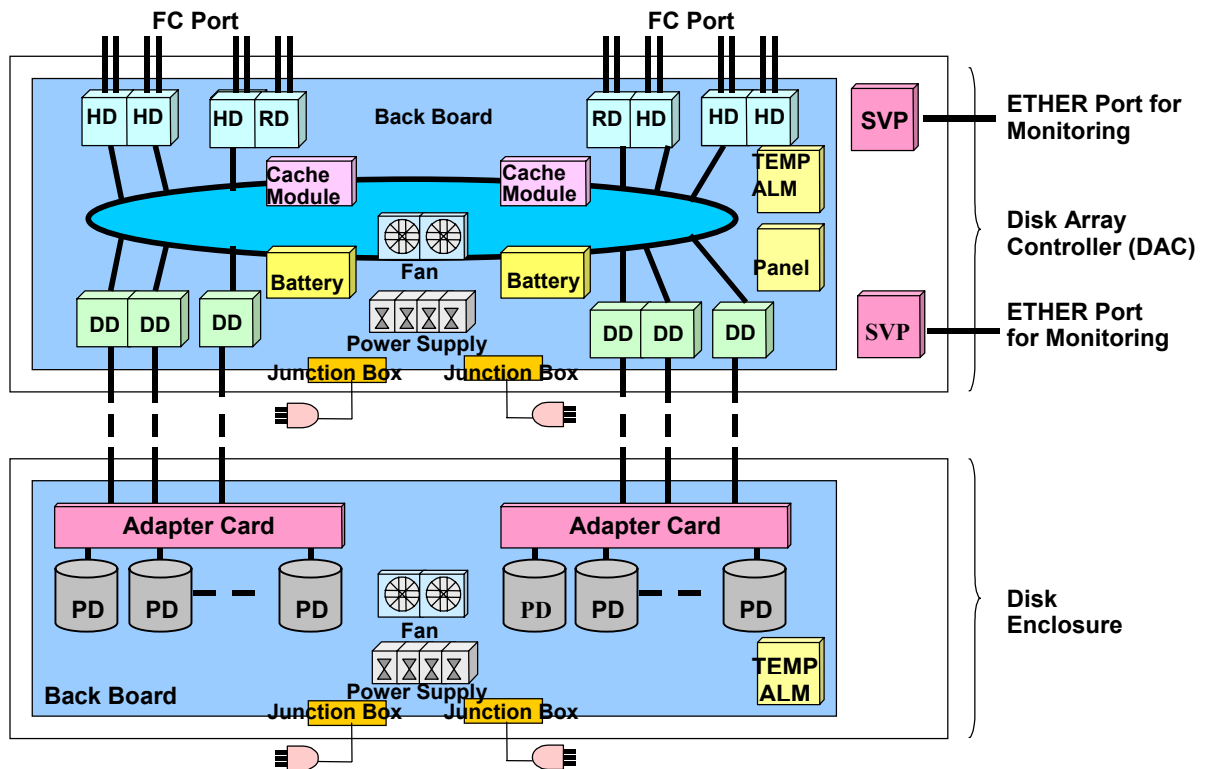 FC Port
FC Port
HD
HD
HD
RD
Back Board
RD
HD
HD
HD
SVP
ETHER Port for
Monitoring
Cache
Module
Cache
Module
TEMP
ALM
Disk Array
Controller (DAC)
Fan
Battery
Battery
Panel
DD
DD
DD
Power Supply
DD
DD
DD
SVP
ETHER Port
for Monitoring
Junction Box
Junction Box
Adapter Card
Adapter Card
PD
PD
PD
PD
PD
PD
Fan
Disk
Enclosure
TEMP
ALM
Back Board
Power Supply
Junction Box
Junction Box